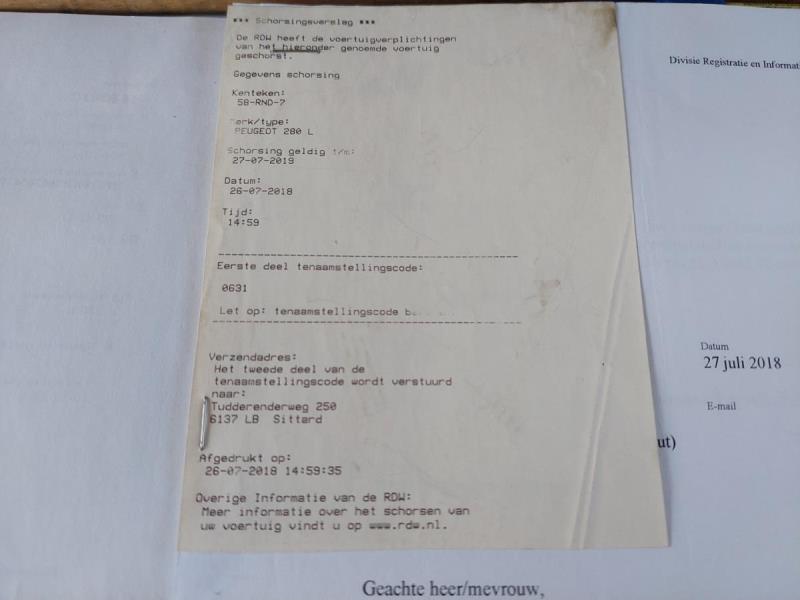 *** Schorsingsverslag ***
De RDW heeft de voertuigverplichtingen
van het hieronder genoemde voertuig
geschorst.
Gegevens schorsing
Kenteken:
58-RND-7
Merk/type:
PEUGEOT 280 L
Schorsing geldig t/m:
27-07-2019
Datum:
26-07-2018
Tijd:
14:59
Eerste deel tenaamstellingscode:
0631
Let op: tenaamstellingscode
Verzendadres:
Het tweede deel van de
tenaamstellingscode wordt verstuurd
naar:
Tudderenderweg 250
6137 LB Sittard
Afgedrukt op:
26-07-2018 14:59:35
Overige Informatie van de RDW:
Meer informatie over het schorsen van
uw voertuig vindt u op www.rdw.nl.
Divisie Registratie en Informat
Datum
27 juli 2018
E-mail
ut)
Geachte heer/mevrouw,